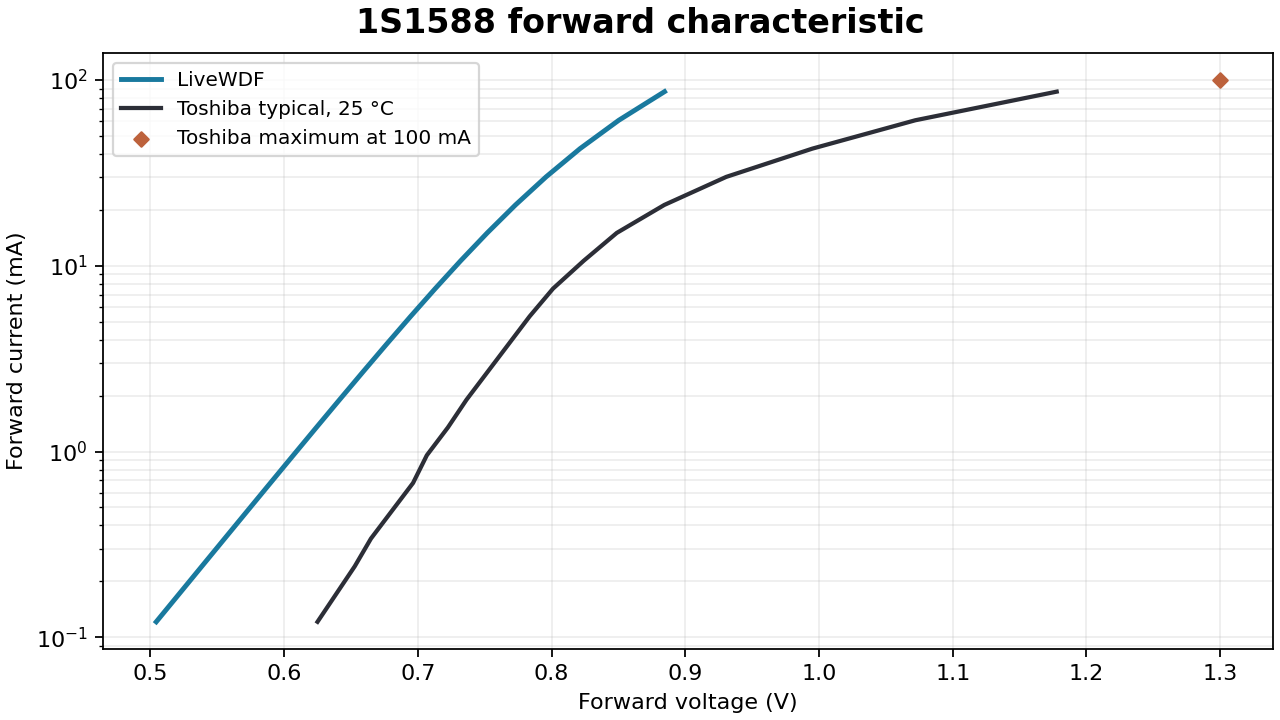 1S1588 forward characteristic
LiveWDF
Toshiba typical, 25 °C
Toshiba maximum at 100 mA
Forward current (mA)
10²
10¹
10⁰
10⁻¹
0.5 0.6 0.7 0.8 0.9 1.0 1.1 1.2 1.3
Forward voltage (V)